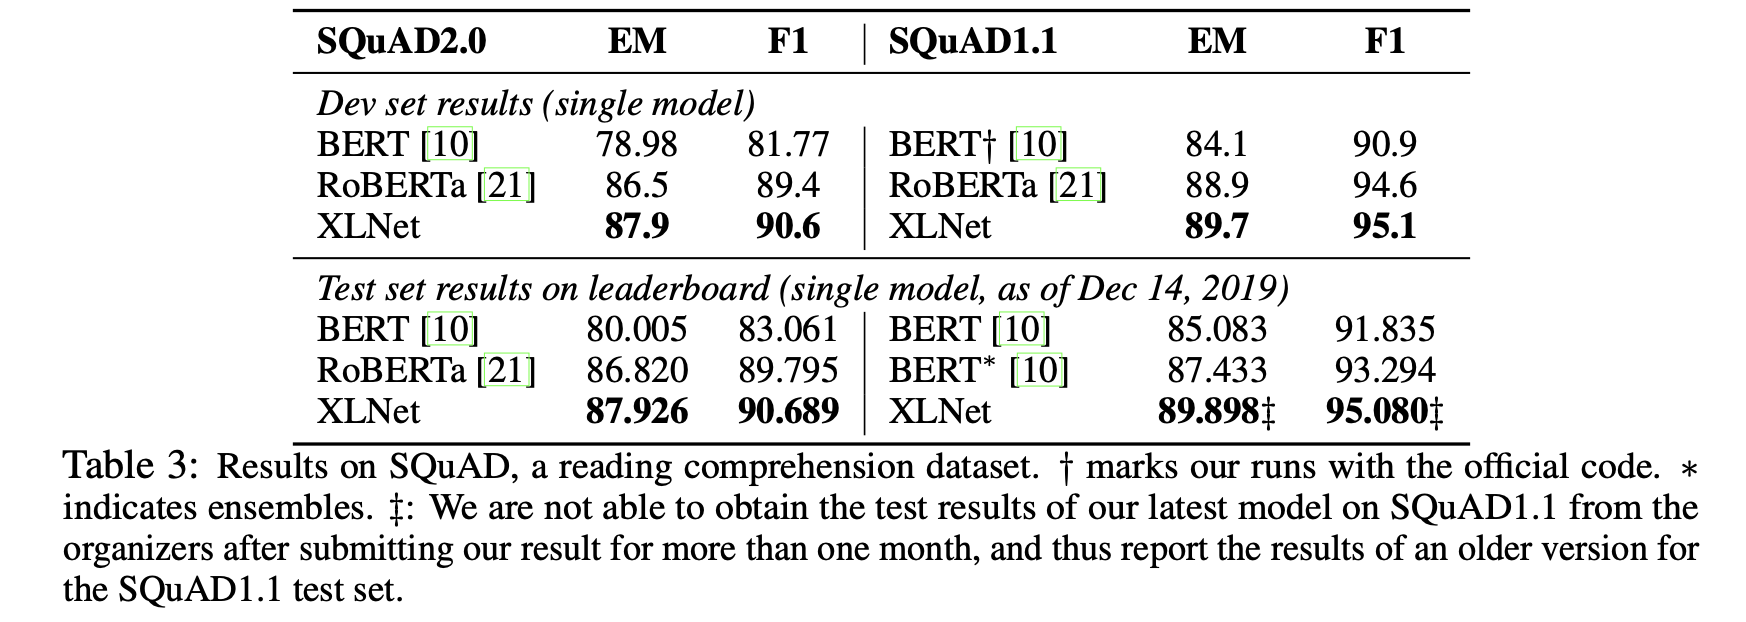 SQuAD2.0 EM F1 SQuAD1.1 EM F1
Dev set results (single model)
BERT [10] 78.98 81.77 BERT† [10] 84.1 90.9
RoBERTa [21] 86.5 89.4 RoBERTa [21] 88.9 94.6
XLNet 87.9 90.6 XLNet 89.7 95.1
Test set results on leaderboard (single model, as of Dec 14, 2019)
BERT [10] 80.005 83.061 BERT [10] 85.083 91.835
RoBERTa [21] 86.820 89.795 BERT* [10] 87.433 93.294
XLNet 87.926 90.689 XLNet 89.898‡ 95.080‡
Table 3: Results on SQuAD, a reading comprehension dataset. † marks our runs with the official code. *
indicates ensembles. ‡: We are not able to obtain the test results of our latest model on SQuAD1.1 from the
organizers after submitting our result for more than one month, and thus report the results of an older version for
the SQuAD1.1 test set.